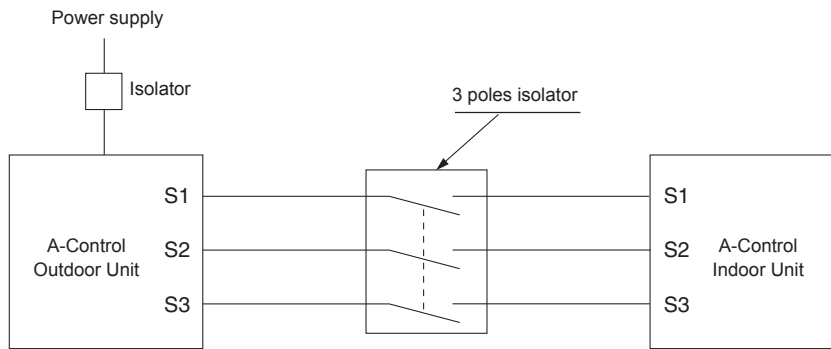 Power supply
Isolator
3 poles isolator
A-Control
Outdoor Unit
S1
S2
S3
S1
S2
S3
A-Control
Indoor Unit